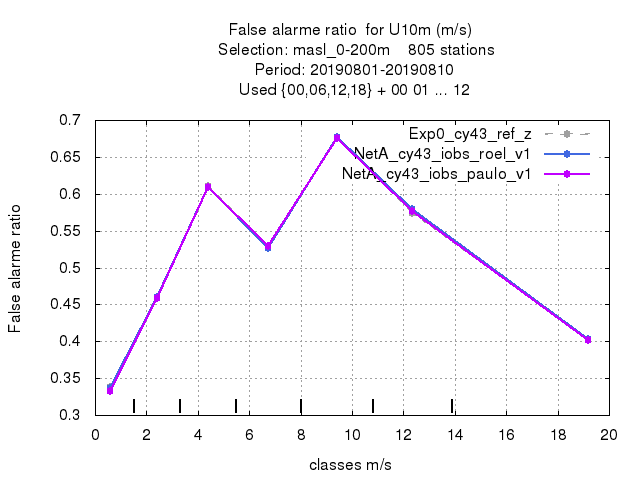 False alarme ratio  for U10m (m/s)
Selection: masl_0-200m    805 stations
Period: 20190801-20190810
Used {00,06,12,18} + 00 01 ... 12
0.7
0.65
0.6
0.55
0.5
0.45
0.4
0.35
0.3
False alarme ratio
Exp0_cy43_ref_z
NetA_cy43_iobs_roel_v1
NetA_cy43_iobs_paulo_v1
0 2 4 6 8 10 12 14 16 18 20
classes m/s